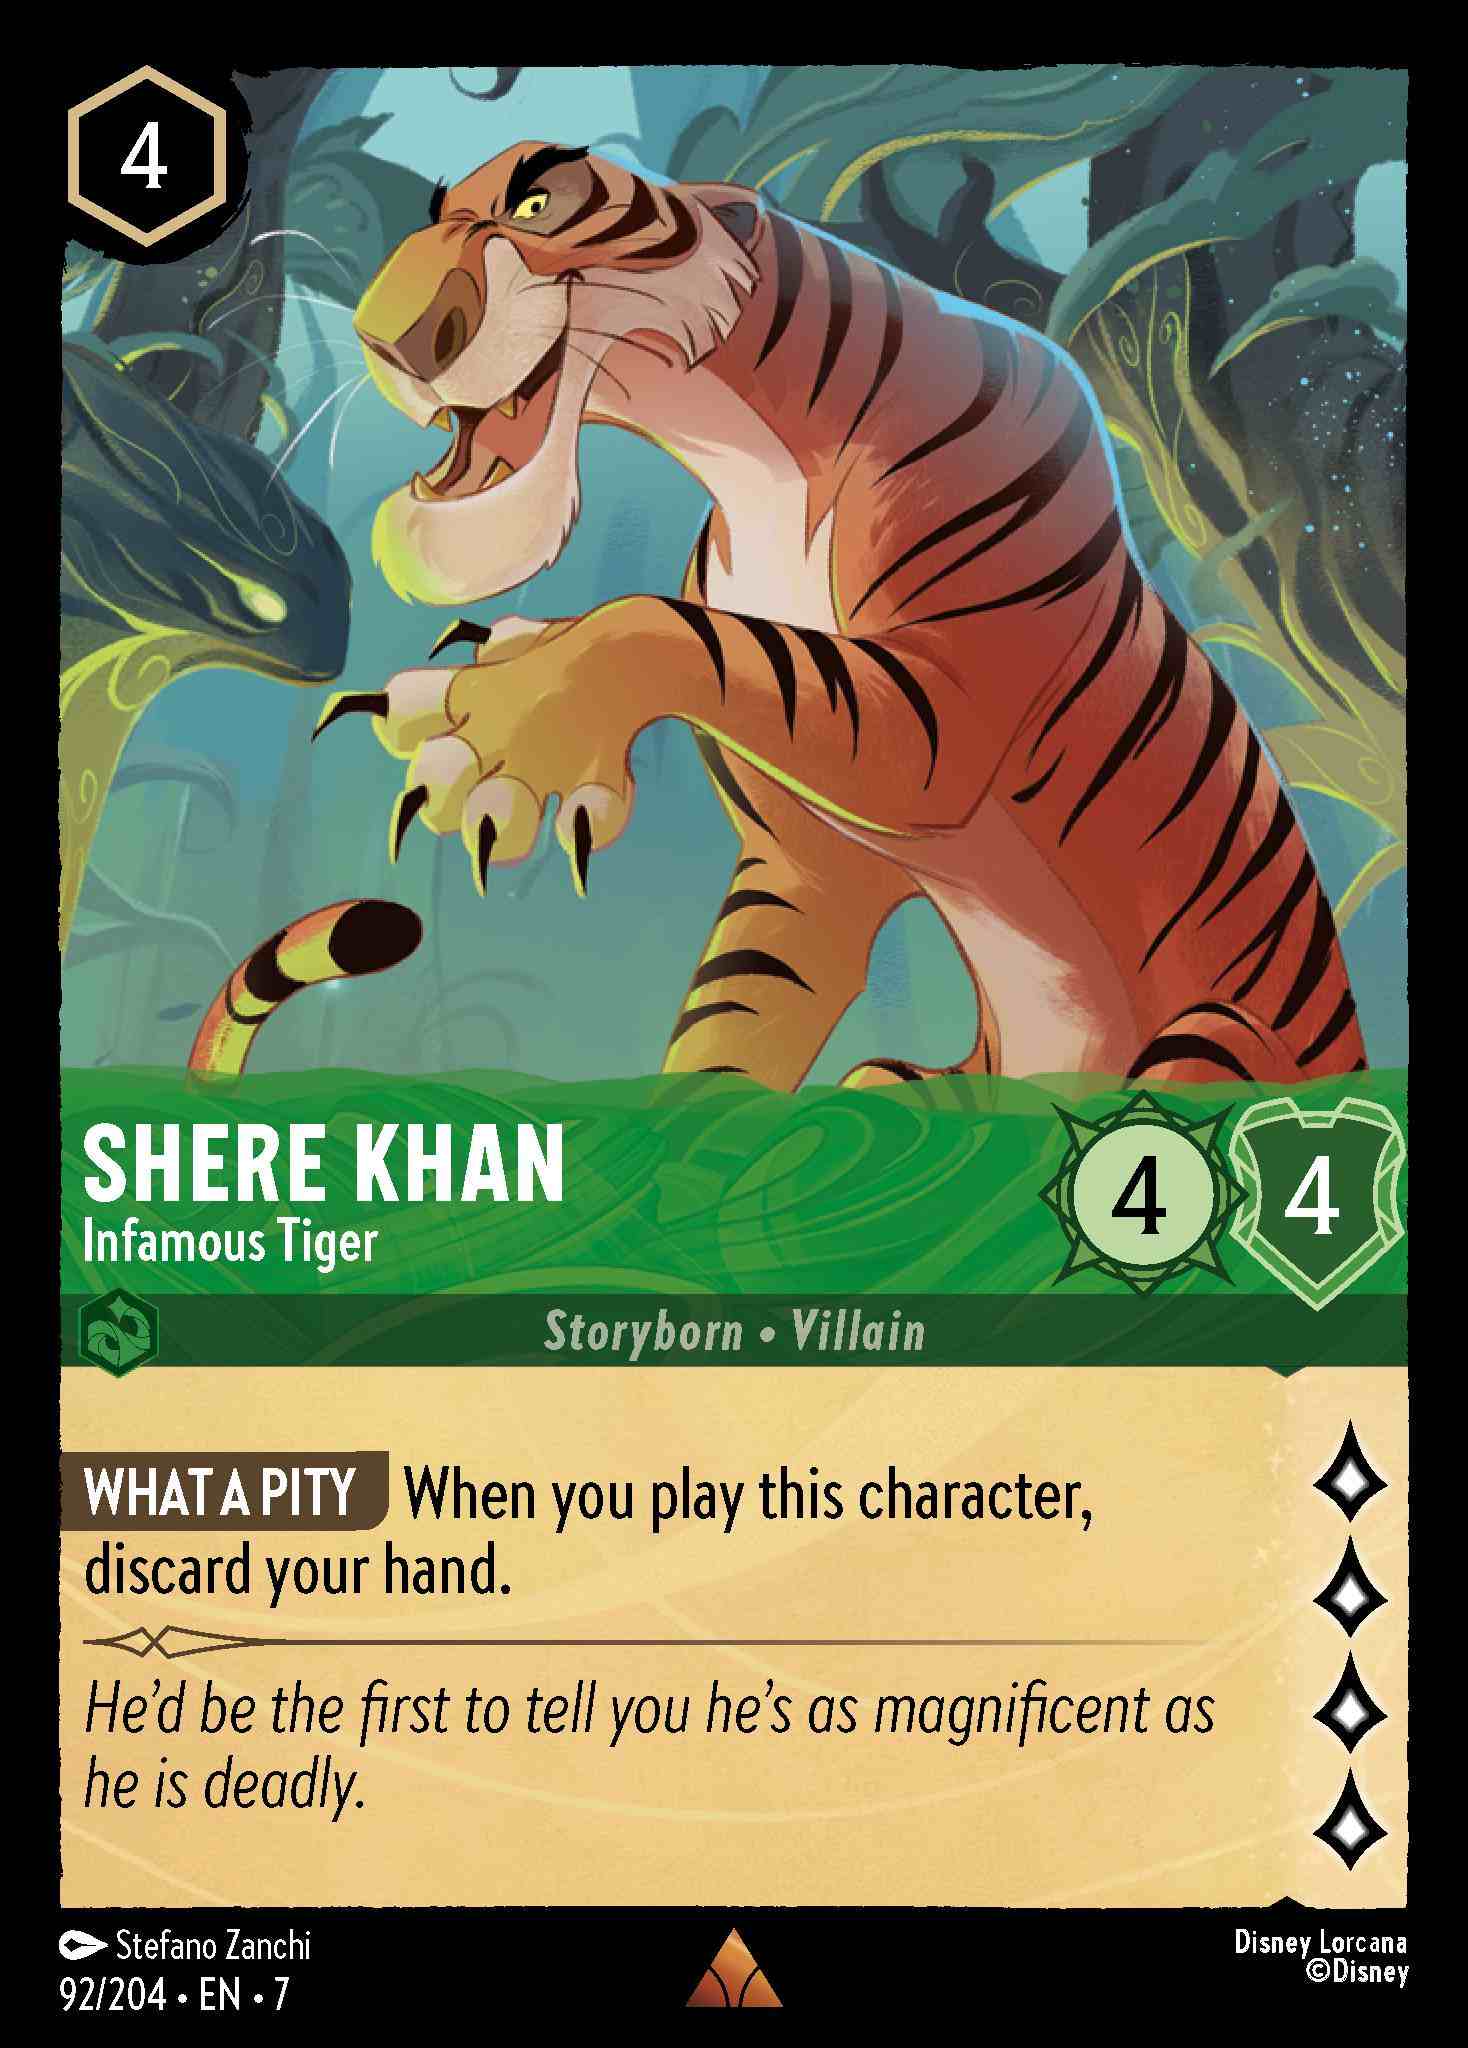 4
SHERE KHAN
Infamous Tiger
4 4
Storyborn • Villain
WHAT A PITY When you play this character,
discard your hand.
He’d be the first to tell you he’s as magnificent as
he is deadly.
Stefano Zanchi
92/204 • EN • 7
Disney Lorcana
©Disney